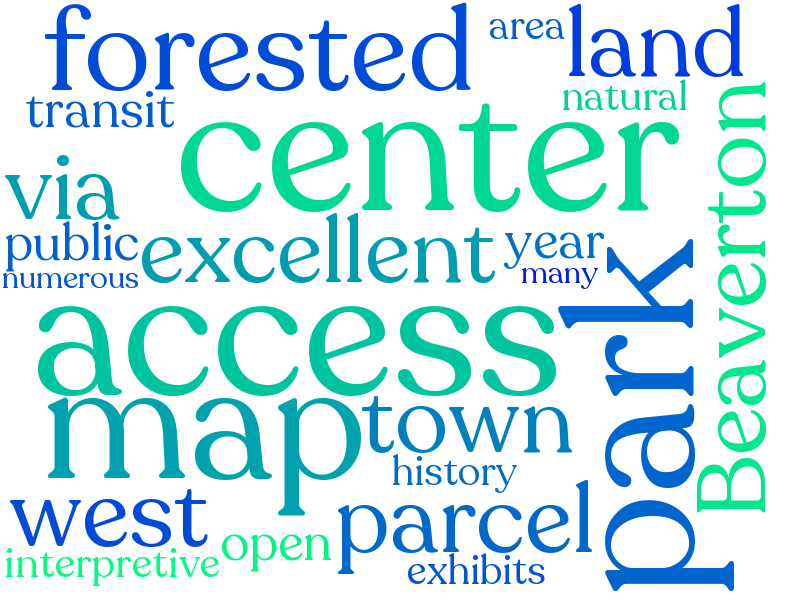 forested
area
land
transit
natural
center
Beaverton
via
public
excellent
year
numerous
many
park
access
map
town
history
west
parcel
open
interpretive
exhibits